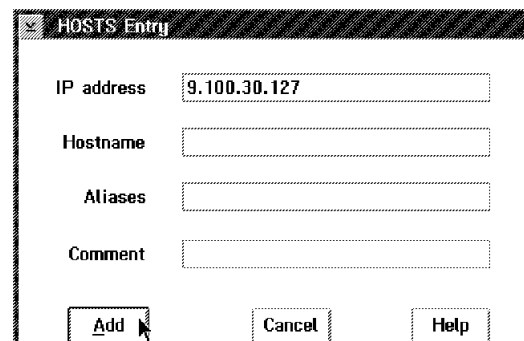 HOSTS Entry
IP address 9.100.30.127
Hostname
Aliases
Comment
Add Cancel Help